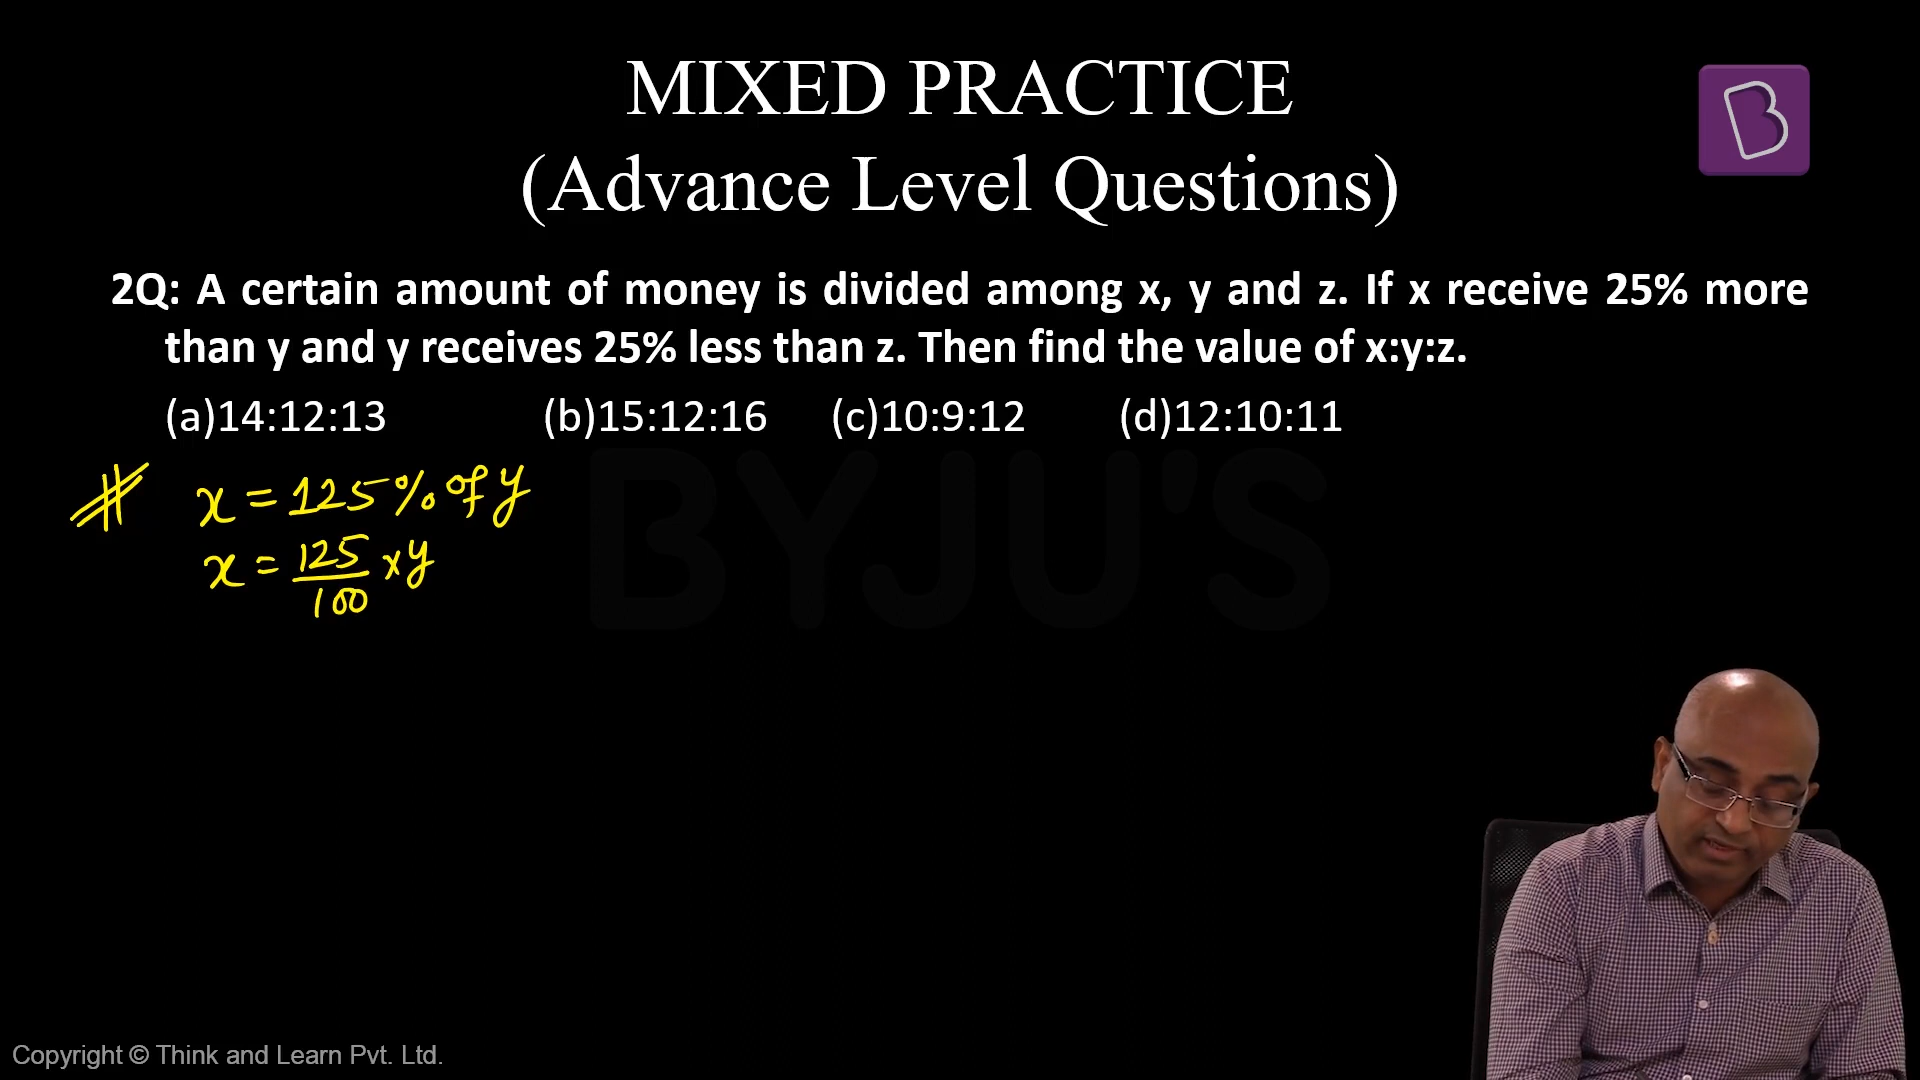 MIXED PRACTICE
(Advance Level Questions)
2Q: A certain amount of money is divided among x, y and z. If x receive 25% more
than y and y receives 25% less than z. Then find the value of x:y:z.
(a)14:12:13 (b)15:12:16 (c)10:9:12 (d)12:10:11
x = 125% of y
x = 125/100 × y
BYJU'S
Copyright © Think and Learn Pvt. Ltd.